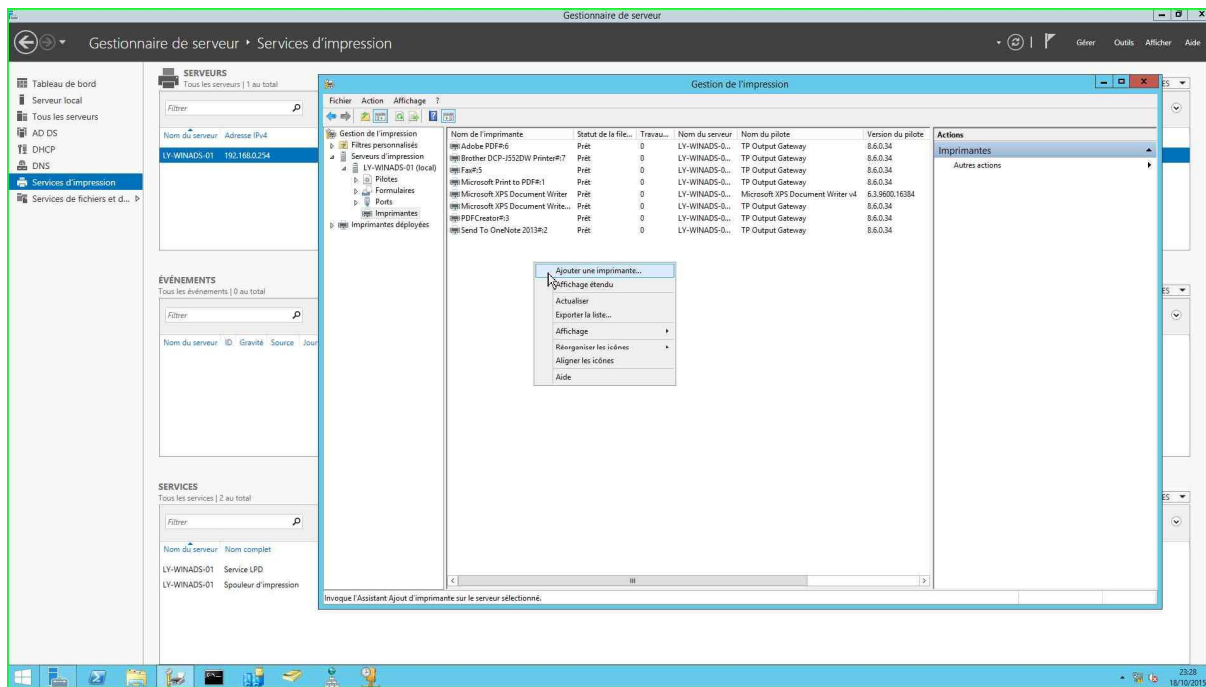 Gestionnaire de serveur
Gestionnaire de serveur • Services d'impression
Gérer Outils Afficher Aide
Tableau de bord
Serveur local
Tous les serveurs
AD DS
DHCP
DNS
Services d'impression
Services de fichiers et d...
SERVEURS
Tous les serveurs | 1 au total
Filtrer
Nom du serveur Adresse IPv4
LY-WINADS-01 192.168.0.254
ÉVÉNEMENTS
Tous les événements | 0 au total
Filtrer
Nom du serveur ID Gravité Source Jour
SERVICES
Tous les services | 2 au total
Filtrer
Nom du serveur Nom complet
LY-WINADS-01 Service LPD
LY-WINADS-01 Spouleur d'impression
ES
ES
ES
Gestion de l'impression
Fichier Action Affichage ?
Gestion de l'impression
Filtres personnalisés
Serveurs d'impression
LY-WINADS-01 (local)
Pilotes
Formulaires
Ports
Imprimantes
Imprimantes déployées
Nom de l'imprimante Statut de la file... Travau... Nom du serveur Nom du pilote Version du pilote
Adobe PDF#:6 Prêt 0 LY-WINADS-0... TP Output Gateway 8.6.0.34
Brother DCP-J552DW Printer#:7 Prêt 0 LY-WINADS-0... TP Output Gateway 8.6.0.34
Fax#:5 Prêt 0 LY-WINADS-0... TP Output Gateway 8.6.0.34
Microsoft Print to PDF#:1 Prêt 0 LY-WINADS-0... TP Output Gateway 8.6.0.34
Microsoft XPS Document Writer Prêt 0 LY-WINADS-0... Microsoft XPS Document Writer v4 6.3.9600.16384
Microsoft XPS Document Write... Prêt 0 LY-WINADS-0... TP Output Gateway 8.6.0.34
PDFCreator#:3 Prêt 0 LY-WINADS-0... TP Output Gateway 8.6.0.34
Send To OneNote 2013#:2 Prêt 0 LY-WINADS-0... TP Output Gateway 8.6.0.34
Actions
Imprimantes
Autres actions
Ajouter une imprimante...
Affichage étendu
Actualiser
Exporter la liste...
Affichage
Réorganiser les icônes
Aligner les icônes
Aide
Invoque l'Assistant Ajout d'imprimante sur le serveur sélectionné.
23:28
18/10/2015